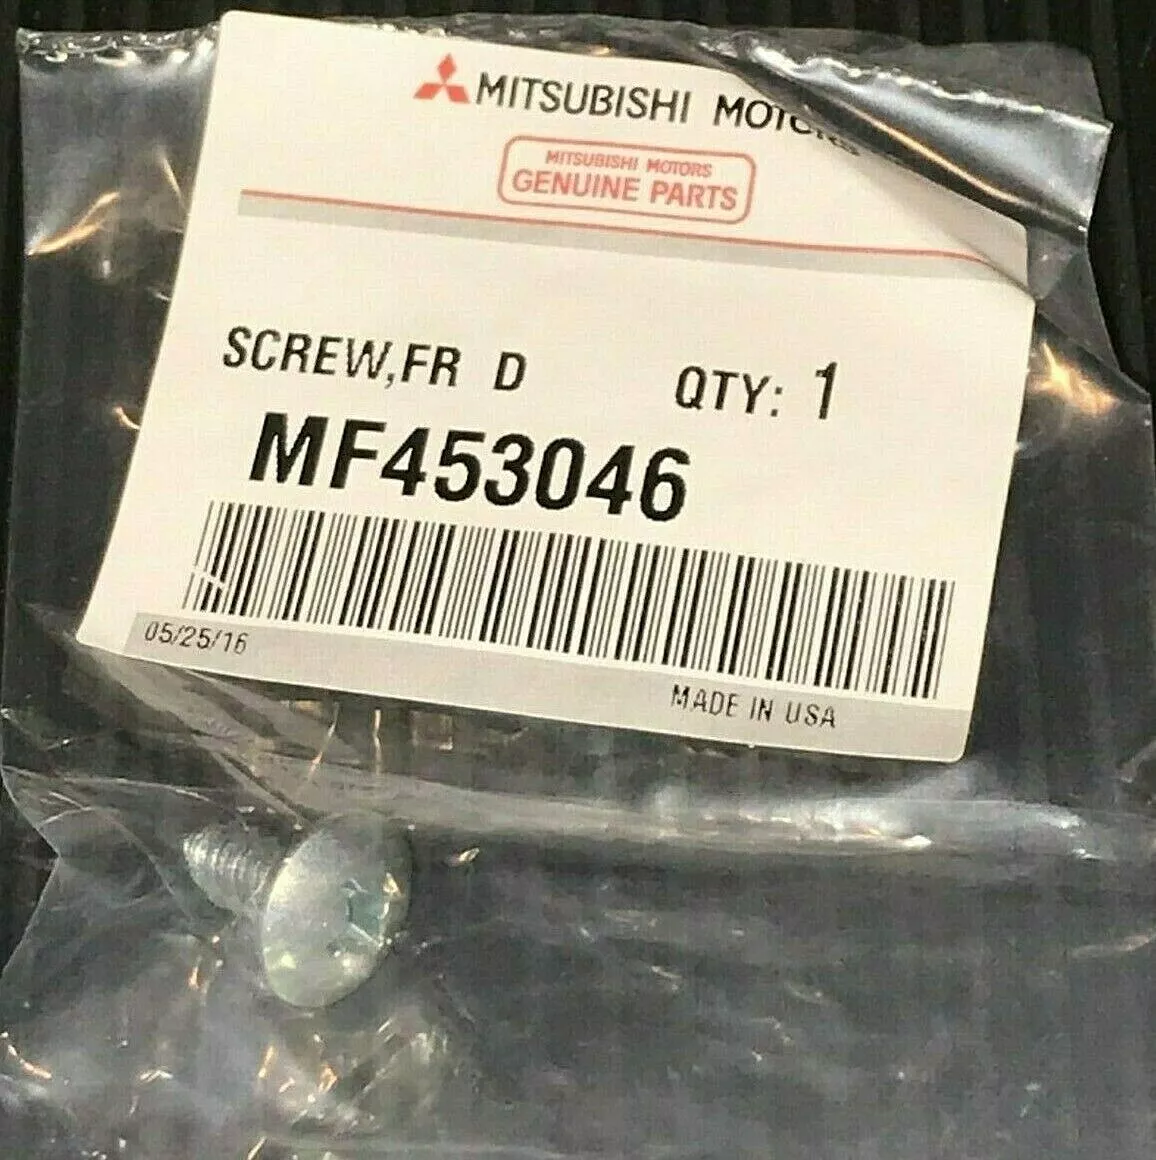 MITSUBISHI MOTORS
MITSUBISHI MOTORS
GENUINE PARTS
SCREW,FR D QTY: 1
MF453046
05/25/16
MADE IN USA